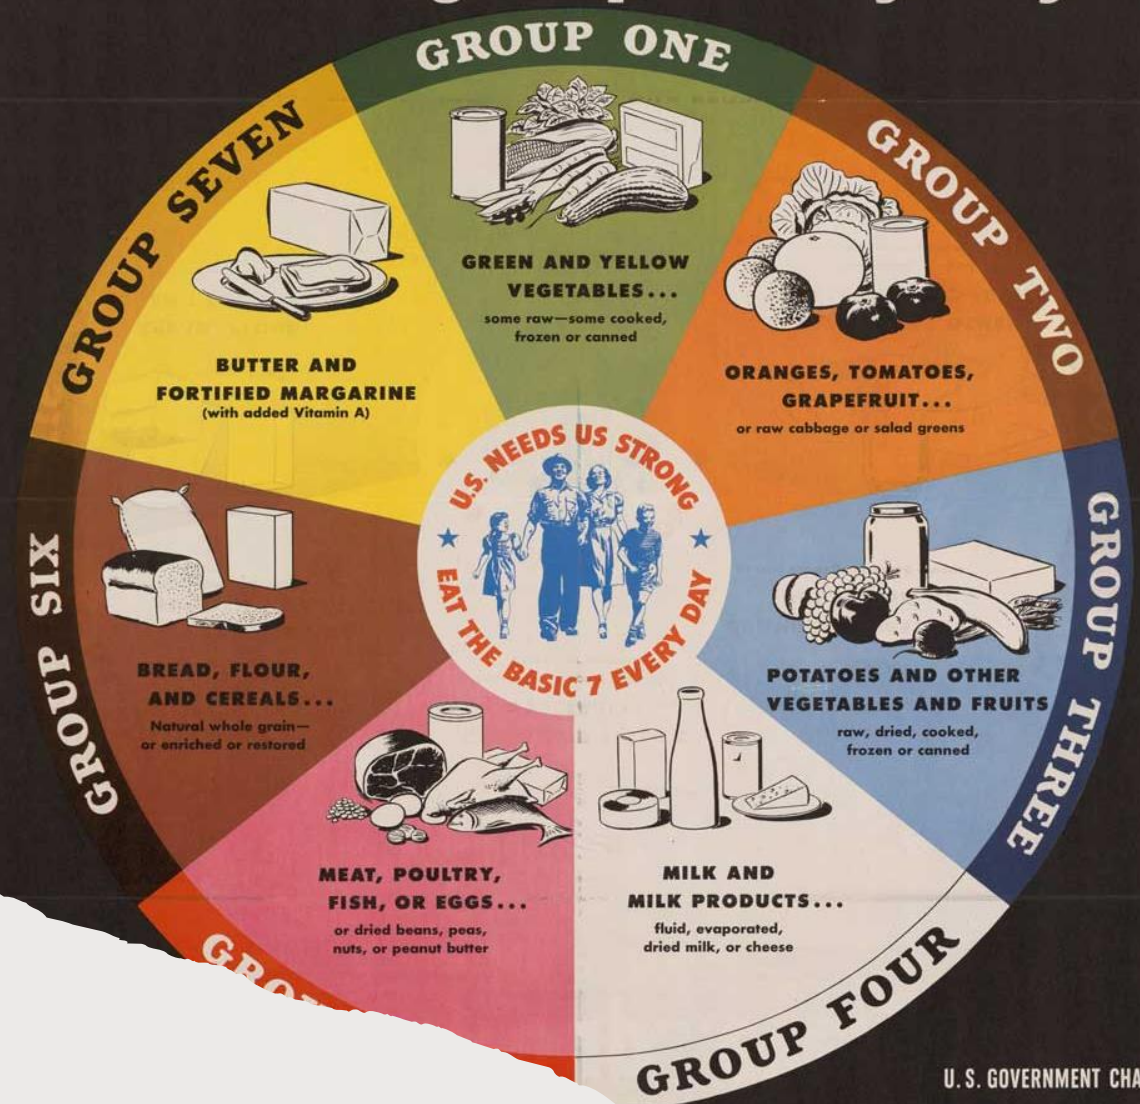 GROUP ONE
GREEN AND YELLOW
VEGETABLES...
some raw—some cooked,
frozen or canned
GROUP TWO
ORANGES, TOMATOES,
GRAPEFRUIT...
or raw cabbage or salad greens
GROUP THREE
POTATOES AND OTHER
VEGETABLES AND FRUITS
raw, dried, cooked,
frozen or canned
GROUP FOUR
MILK AND
MILK PRODUCTS...
fluid, evaporated,
dried milk, or cheese
MEAT, POULTRY,
FISH, OR EGGS...
or dried beans, peas,
nuts, or peanut butter
GROUP SIX
BREAD, FLOUR,
AND CEREALS...
Natural whole grain—
or enriched or restored
GROUP SEVEN
BUTTER AND
FORTIFIED MARGARINE
(with added Vitamin A)
U.S. NEEDS US STRONG
EAT THE BASIC 7 EVERY DAY
U. S. GOVERNMENT